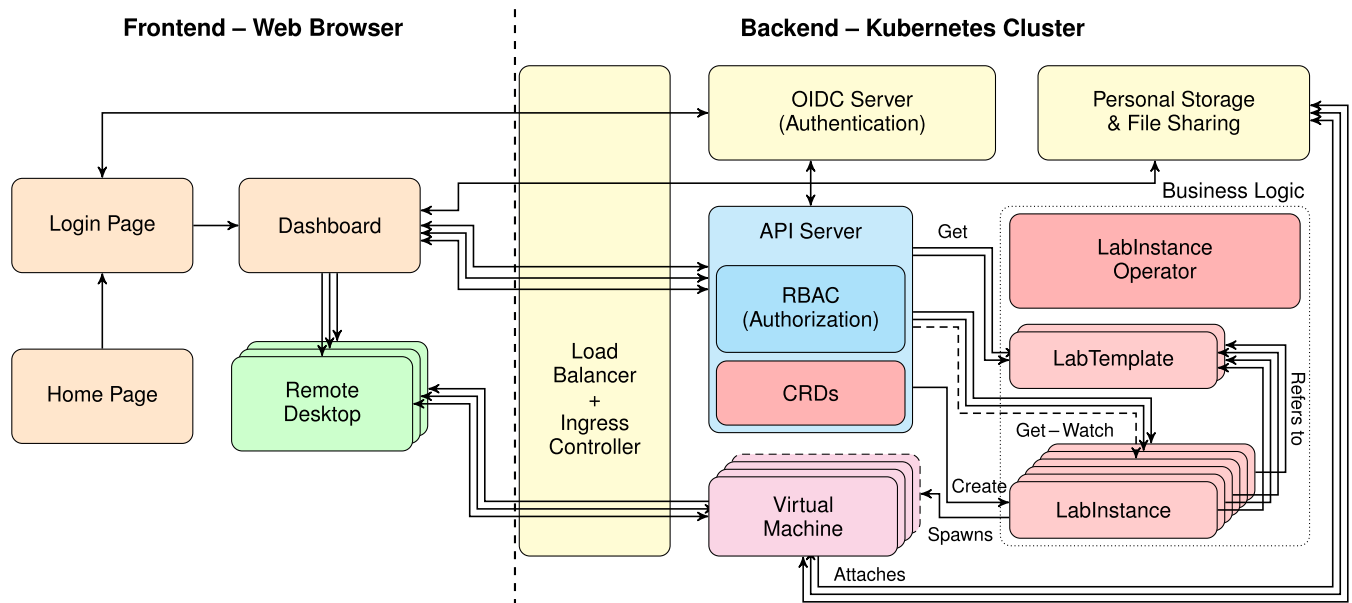 Frontend – Web Browser
Backend – Kubernetes Cluster
OIDC Server
(Authentication)
Personal Storage
& File Sharing
Login Page
Dashboard
Business Logic
API Server
Get
LabInstance
Operator
RBAC
(Authorization)
Home Page
Remote
Desktop
Load
Balancer
+
Ingress
Controller
CRDs
LabTemplate
Refers to
Get – Watch
Create
Virtual
Machine
LabInstance
Spawns
Attaches